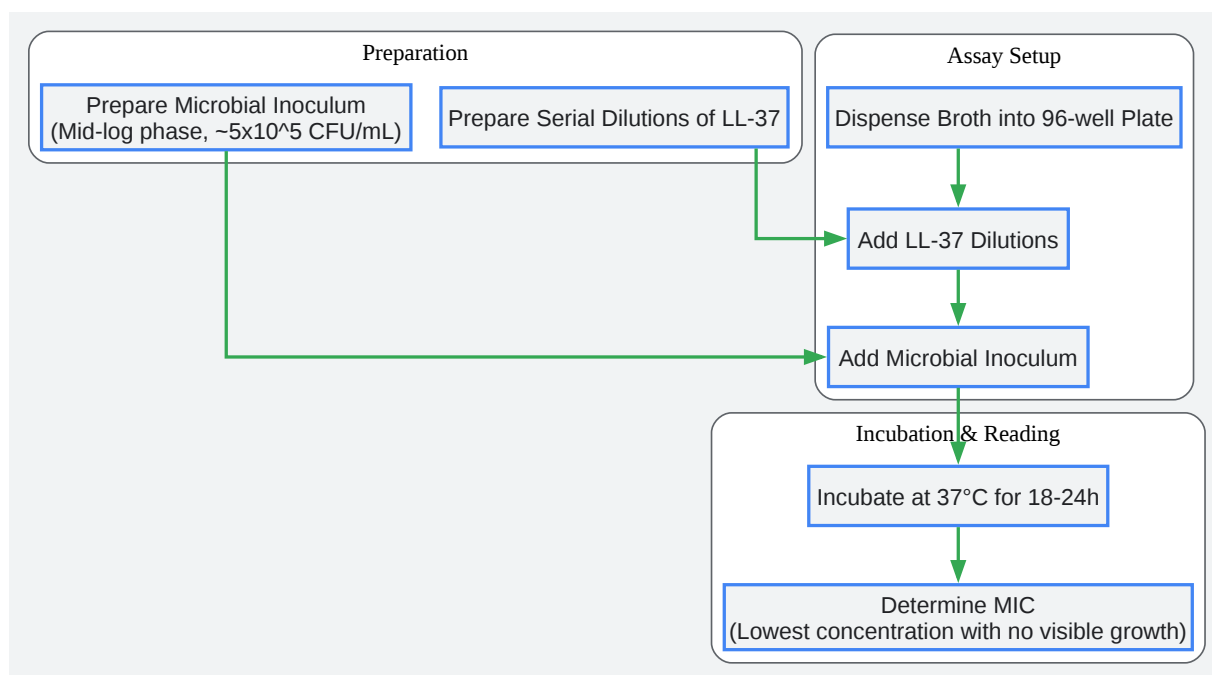 Preparation
Prepare Microbial Inoculum
(Mid-log phase, ~5x10^5 CFU/mL)
Prepare Serial Dilutions of LL-37
Assay Setup
Dispense Broth into 96-well Plate
Add LL-37 Dilutions
Add Microbial Inoculum
Incubation & Reading
Incubate at 37°C for 18-24h
Determine MIC
(Lowest concentration with no visible growth)